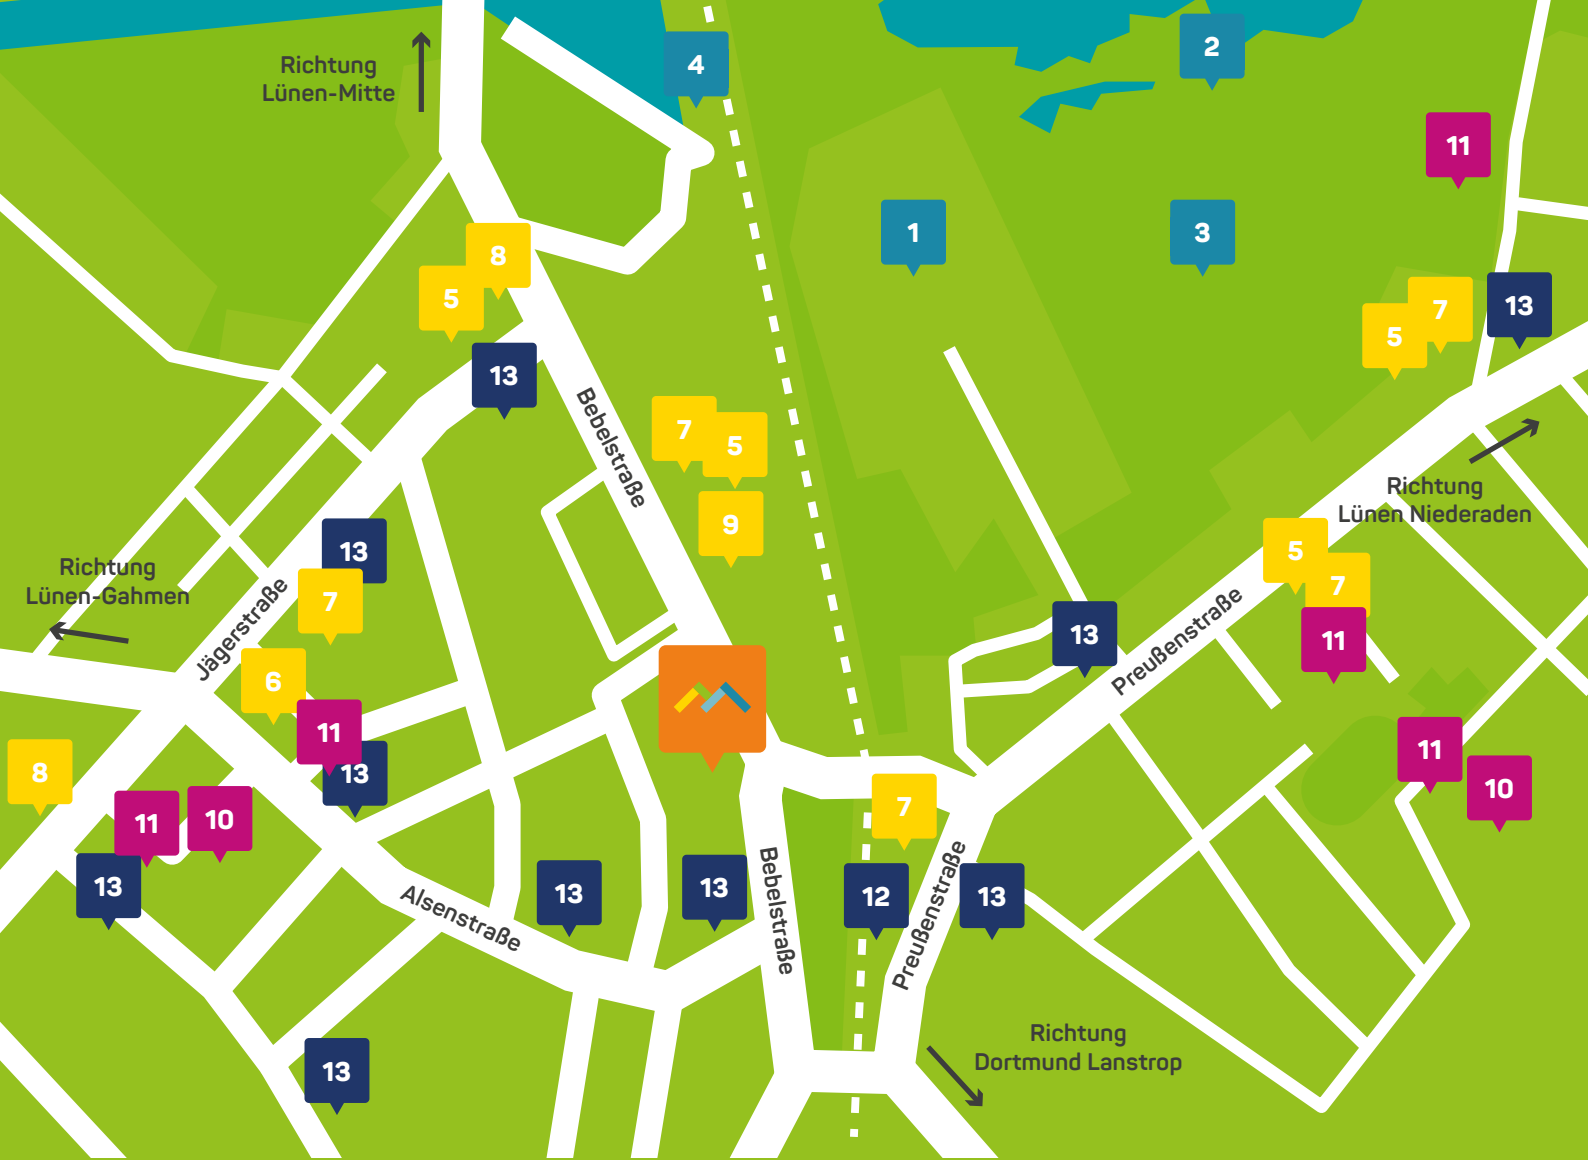 2
4
Richtung
Lünen-Mitte
11
1
3
8
5
13
7
5
13
Bebelstraße
7
5
9
Richtung
Lünen Niederaden
13
5
7
Richtung
Lünen-Gahmen
7
Jägerstraße
13
Preußenstraße
11
6
11
13
8
11
10
11
10
7
13
Alsenstraße
13
13
Bebelstraße
12
Preußenstraße
13
Richtung
Dortmund Lanstrop
13